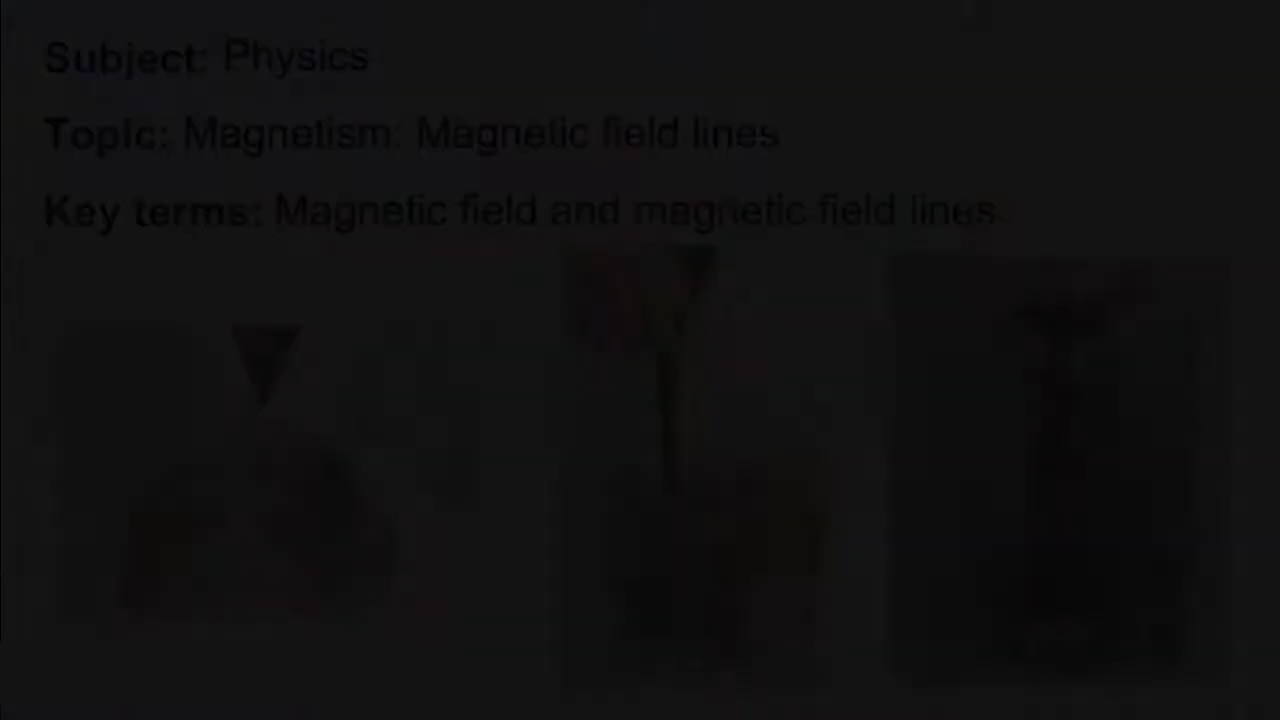 Subject: Physics
Topic: Magnetism: Magnetic field lines
Key terms: Magnetic field and magnetic field lines